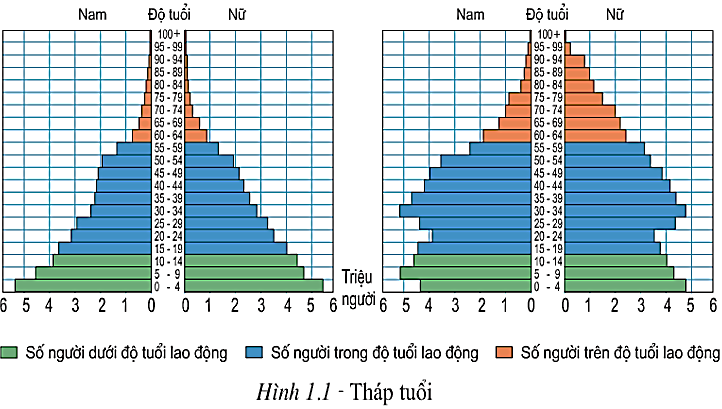 Nam Độ tuổi Nữ
100+
95 - 99
90 - 94
85 - 89
80 - 84
75 - 79
70 - 74
65 - 69
60 - 64
55 - 59
50 - 54
45 - 49
40 - 44
35 - 39
30 - 34
25 - 29
20 - 24
15 - 19
10 - 14
5 - 9
0 - 4
6 5 4 3 2 1 0 0 1 2 3 4 5 6
Triệu
người
Nam Độ tuổi Nữ
100+
95 - 99
90 - 94
85 - 89
80 - 84
75 - 79
70 - 74
65 - 69
60 - 64
55 - 59
50 - 54
45 - 49
40 - 44
35 - 39
30 - 34
25 - 29
20 - 24
15 - 19
10 - 14
5 - 9
0 - 4
6 5 4 3 2 1 0 0 1 2 3 4 5 6
Số người dưới độ tuổi lao động Số người trong độ tuổi lao động Số người trên độ tuổi lao động
Hình 1.1 - Tháp tuổi